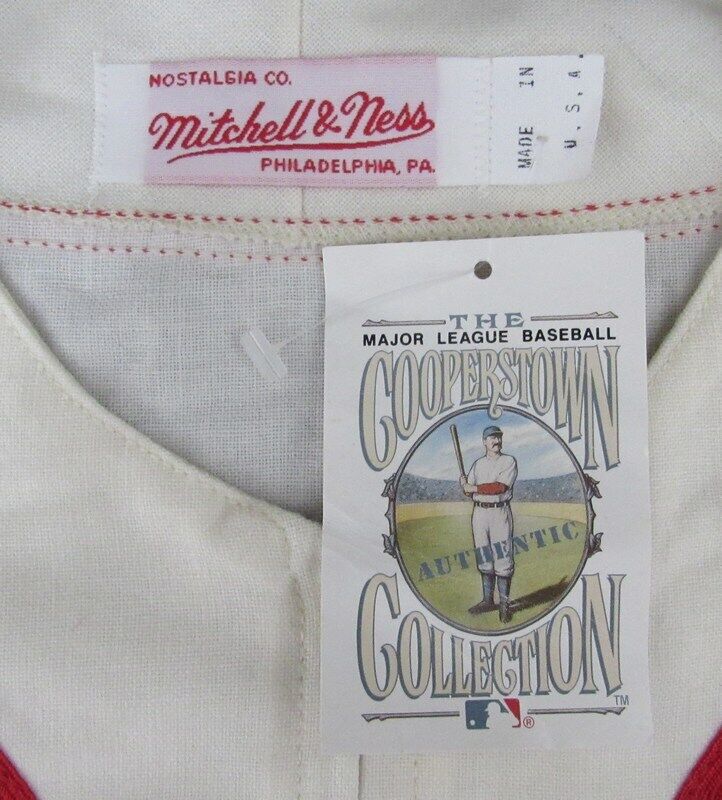 NOSTALGIA CO.
Mitchell & Ness
PHILADELPHIA, PA.
MADE IN
U.S.A.
THE
MAJOR LEAGUE BASEBALL
COOPERSTOWN
AUTHENTIC
COLLECTION
TM
®